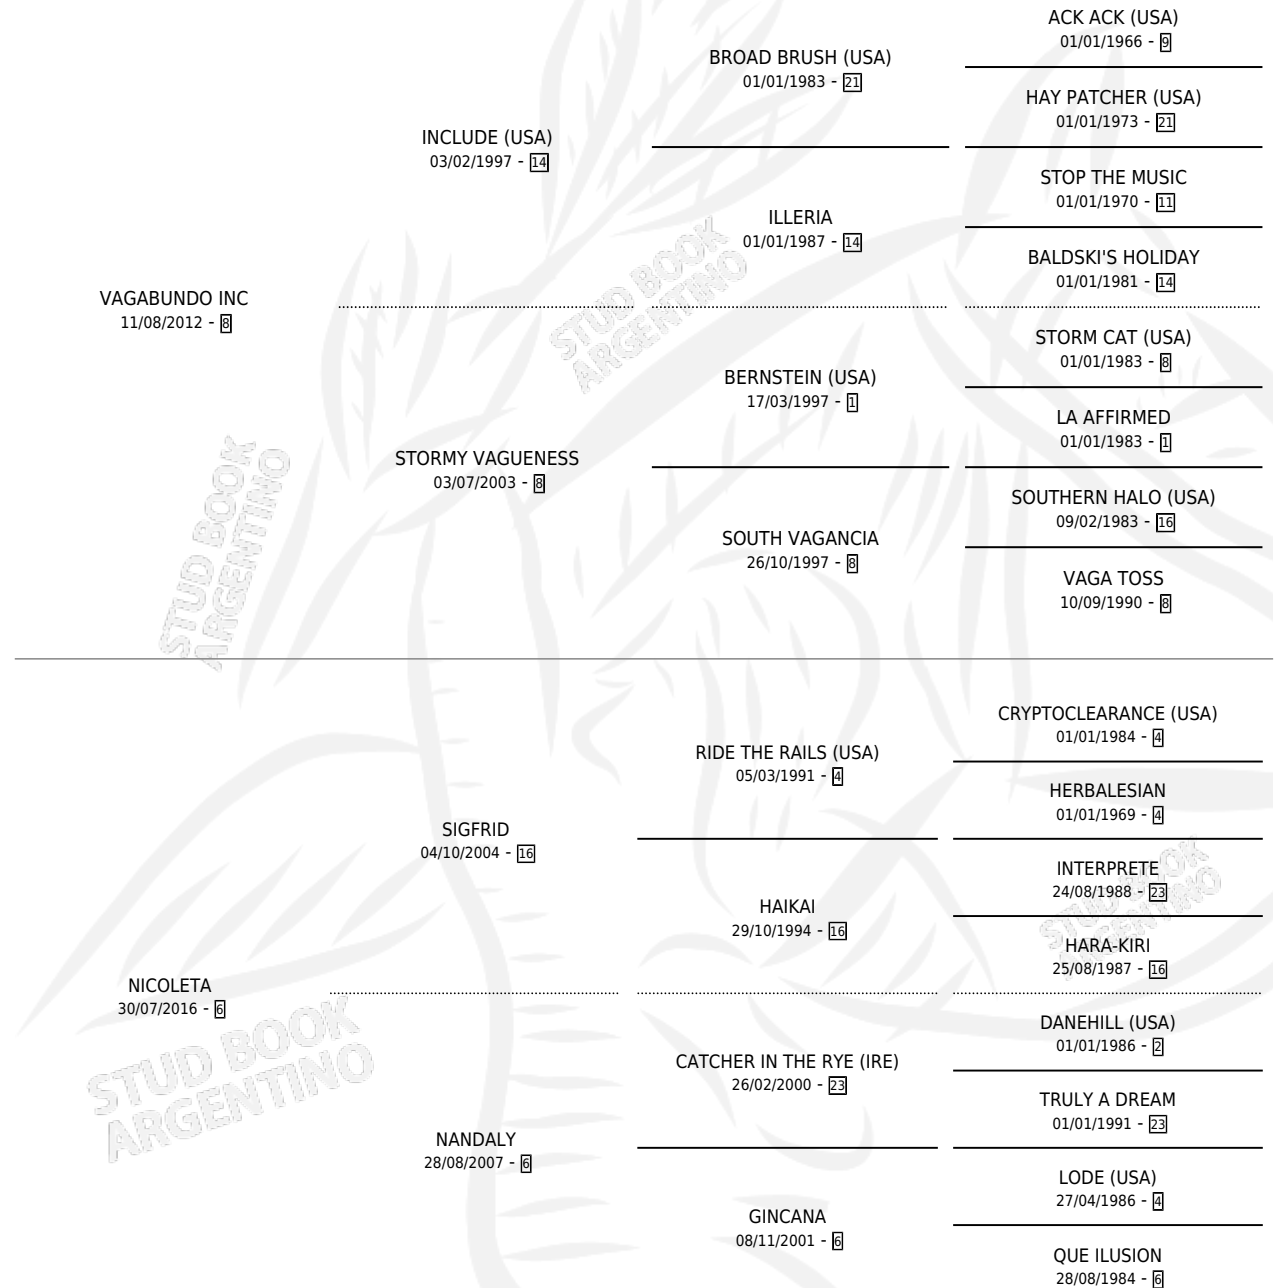 ACK ACK (USA)
01/01/1966 - 9
BROAD BRUSH (USA)
01/01/1983 - 21
HAY PATCHER (USA)
01/01/1973 - 21
INCLUDE (USA)
03/02/1997 - 14
STOP THE MUSIC
01/01/1970 - 11
ILLERIA
01/01/1987 - 14
BALDSKI'S HOLIDAY
01/01/1981 - 14
VAGABUNDO INC
11/08/2012 - 8
STORM CAT (USA)
01/01/1983 - 8
BERNSTEIN (USA)
17/03/1997 - 1
LA AFFIRMED
01/01/1983 - 1
STORMY VAGUENESS
03/07/2003 - 8
SOUTHERN HALO (USA)
09/02/1983 - 16
SOUTH VAGANCIA
26/10/1997 - 8
VAGA TOSS
10/09/1990 - 8
CRYPTOCLEARANCE (USA)
01/01/1984 - 4
RIDE THE RAILS (USA)
05/03/1991 - 4
HERBALESIAN
01/01/1969 - 4
SIGFRID
04/10/2004 - 16
INTERPRETE
24/08/1988 - 23
HAIKAI
29/10/1994 - 16
HARA-KIRI
25/08/1987 - 16
NICOLETA
30/07/2016 - 6
DANEHILL (USA)
01/01/1986 - 2
CATCHER IN THE RYE (IRE)
26/02/2000 - 23
TRULY A DREAM
01/01/1991 - 23
NANDALY
28/08/2007 - 6
LODE (USA)
27/04/1986 - 4
GINCANA
08/11/2001 - 6
QUE ILUSION
28/08/1984 - 6
STUD BOOK
ARGENTINO
STUD BOOK
ARGENTINO
STUD BOOK
ARGENTINO
STUD BOOK
ARGENTINO